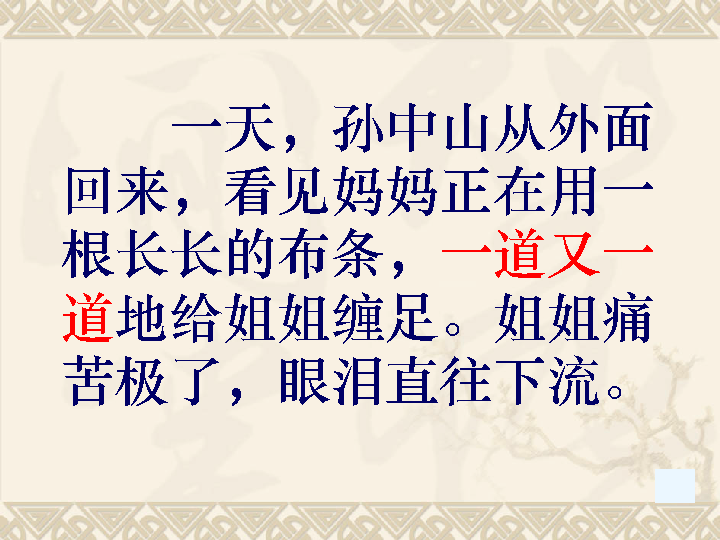 一天，孙中山从外面
回来，看见妈妈正在用一
根长长的布条，一道又一
道地给姐姐缠足。姐姐痛
苦极了，眼泪直往下流。